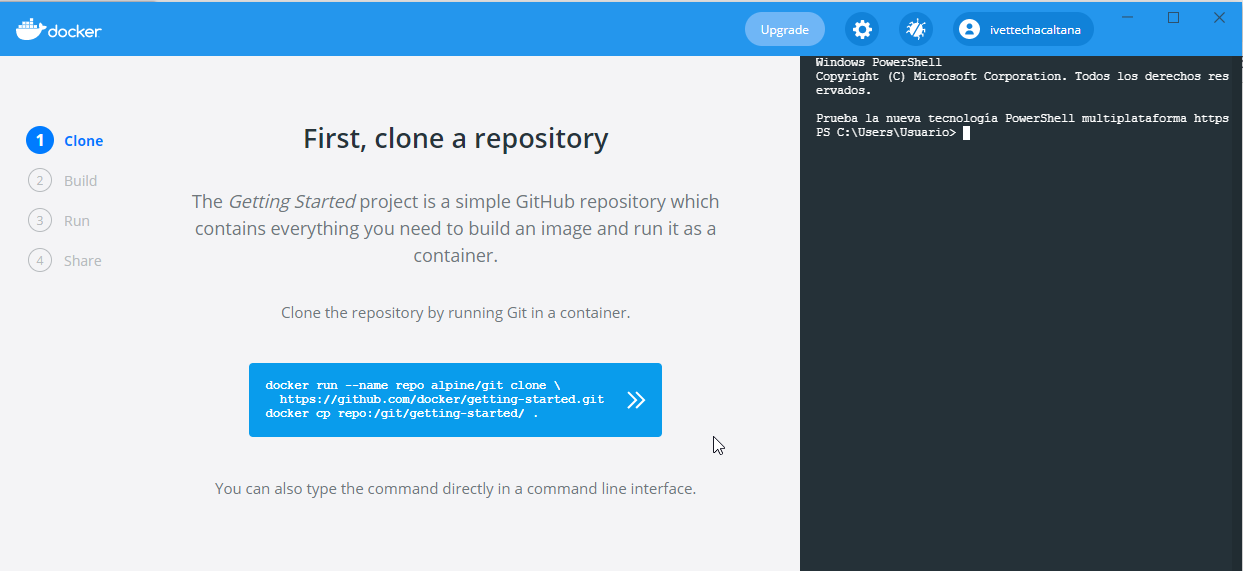 docker
Upgrade
ivettechacaltana
1 Clone
2 Build
3 Run
4 Share
First, clone a repository
The Getting Started project is a simple GitHub repository which
contains everything you need to build an image and run it as a
container.
Clone the repository by running Git in a container.
docker run --name repo alpine/git clone \
https://github.com/docker/getting-started.git
docker cp repo:/git/getting-started/ .
You can also type the command directly in a command line interface.
Windows PowerShell
Copyright (C) Microsoft Corporation. Todos los derechos res
ervados.
Prueba la nueva tecnología PowerShell multiplataforma https
PS C:\Users\Usuario>